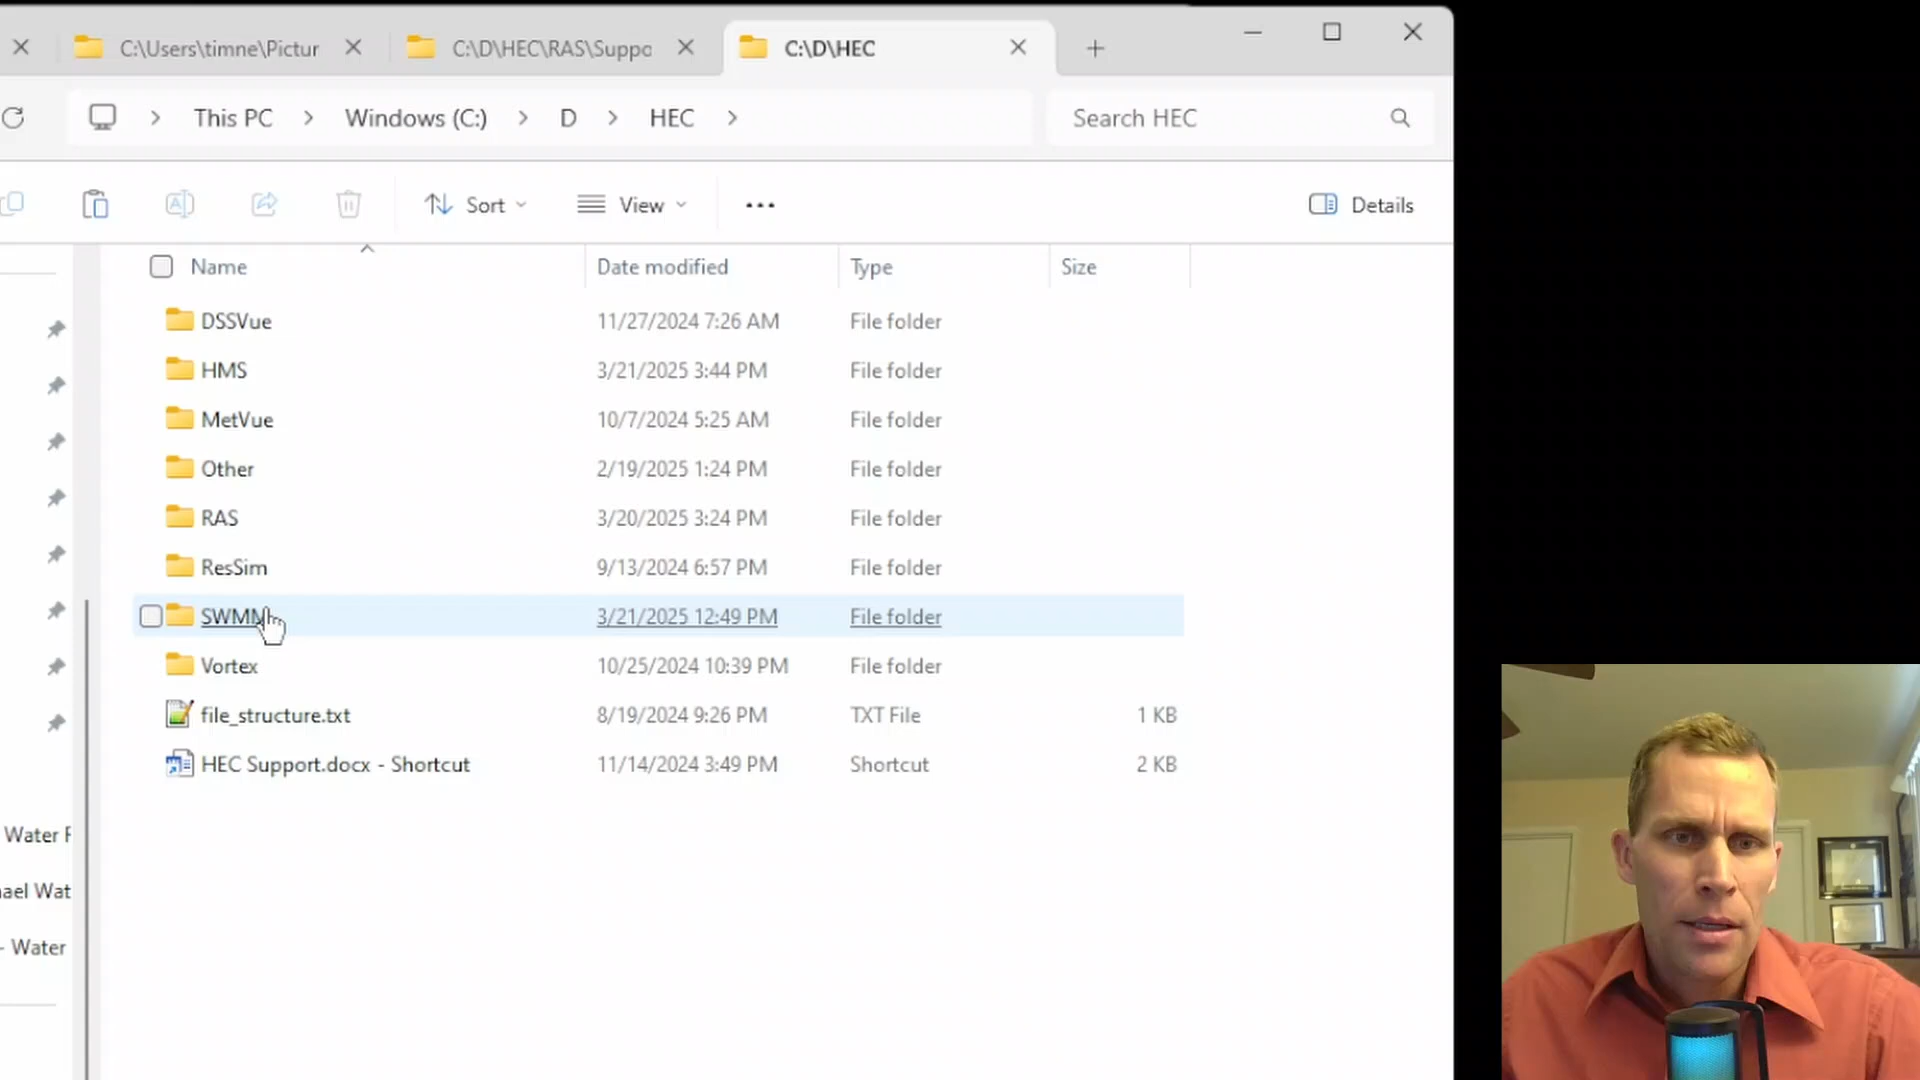 C:\Users\timne\Pictur C:\D\HEC\RAS\Suppo C:\D\HEC
This PC Windows (C:) D HEC Search HEC
Sort View Details
Name Date modified Type Size
DSSVue 11/27/2024 7:26 AM File folder
HMS 3/21/2025 3:44 PM File folder
MetVue 10/7/2024 5:25 AM File folder
Other 2/19/2025 1:24 PM File folder
RAS 3/20/2025 3:24 PM File folder
ResSim 9/13/2024 6:57 PM File folder
SWMM 3/21/2025 12:49 PM File folder
Vortex 10/25/2024 10:39 PM File folder
file_structure.txt 8/19/2024 9:26 PM TXT File 1 KB
HEC Support.docx - Shortcut 11/14/2024 3:49 PM Shortcut 2 KB
Water F
ael Wat
- Water